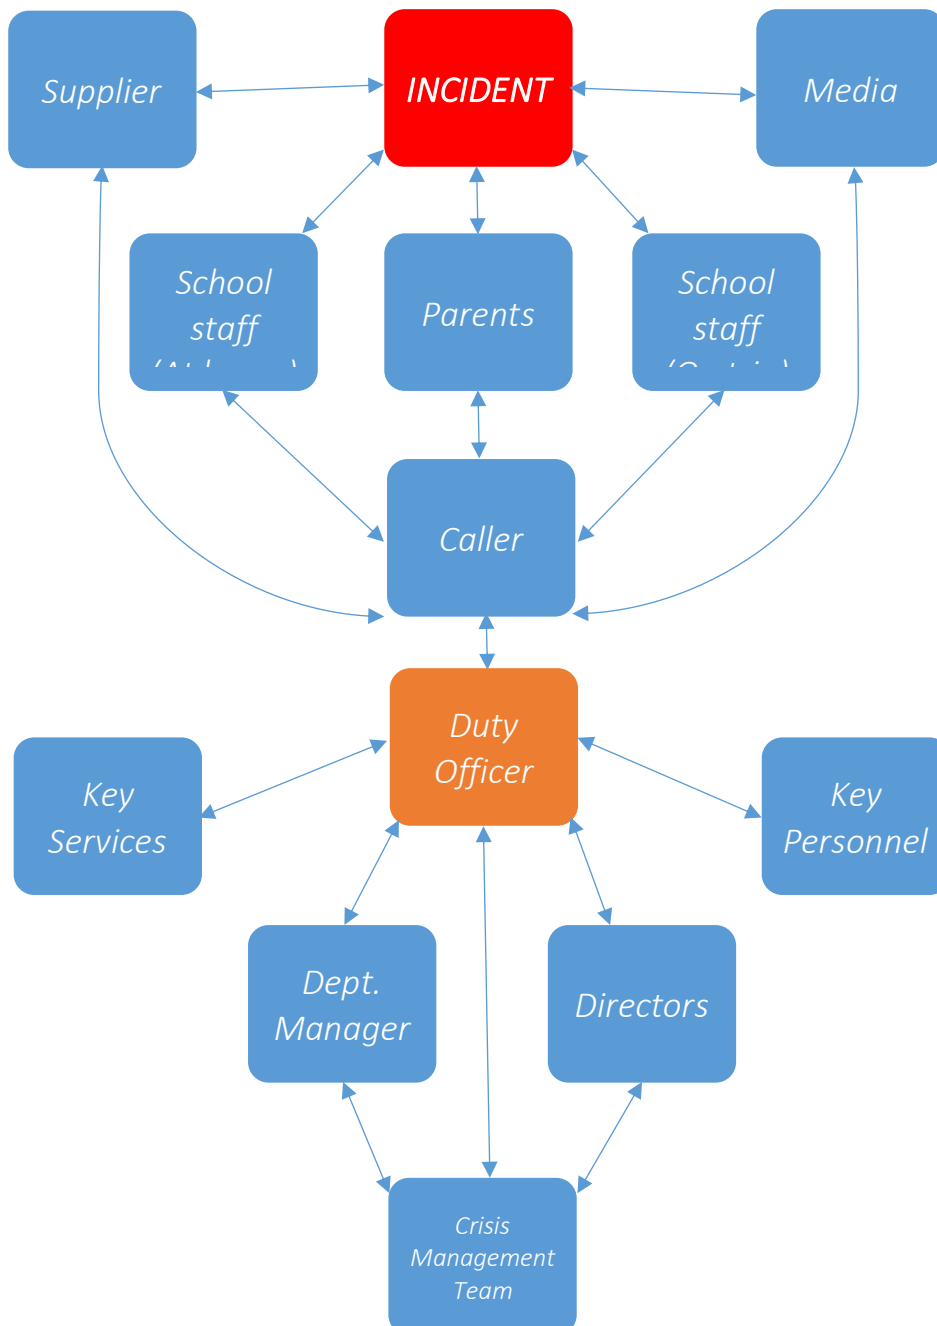 Supplier
INCIDENT
Media
School
staff
Parents
School
staff
Caller
Duty
Officer
Key
Services
Key
Personnel
Dept.
Manager
Directors
Crisis
Management
Team